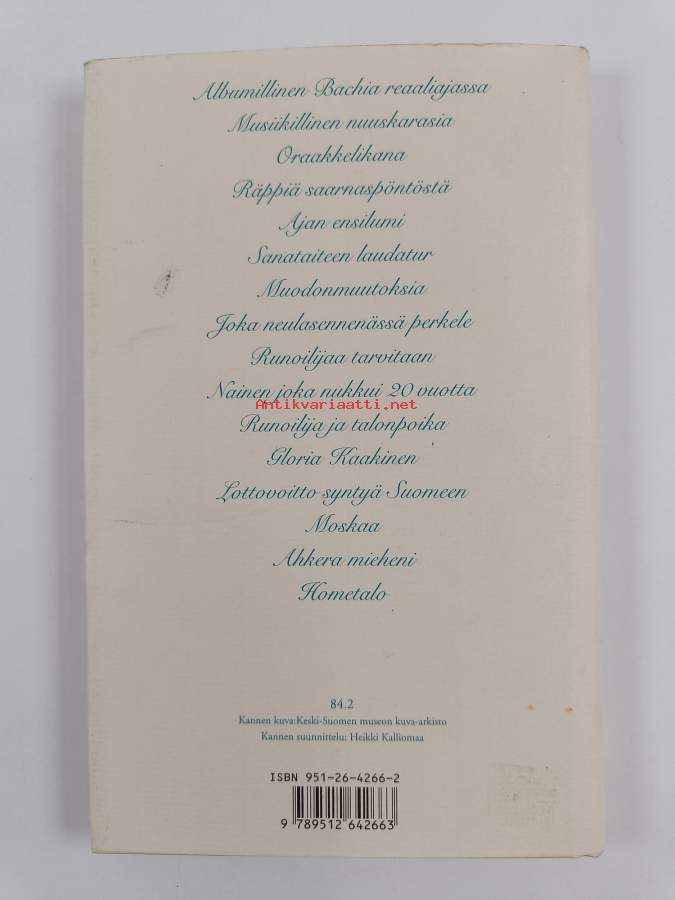 Albumillinen Bachia reaaliajassa
Musiikillinen nuuskarasia
Oraakkelikana
Räppiä saarnaspöntöstä
Ajan ensilumi
Sanataiteen laudatur
Muodonmuutoksia
Joka neulasennenässä perkele
Runoilijaa tarvitaan
Nainen joka nukkui 20 vuotta
Antikvariaatti.net
Runoilija ja talonpoika
Gloria Kaakinen
Lottovoitto syntyä Suomeen
Moskaa
Ahkera mieheni
Hometalo
84.2
Kannen kuva:Keski-Suomen museon kuva-arkisto
Kannen suunnittelu; Heikki Kalliomaa
ISBN 951-26-4266-2
9 789512 642663